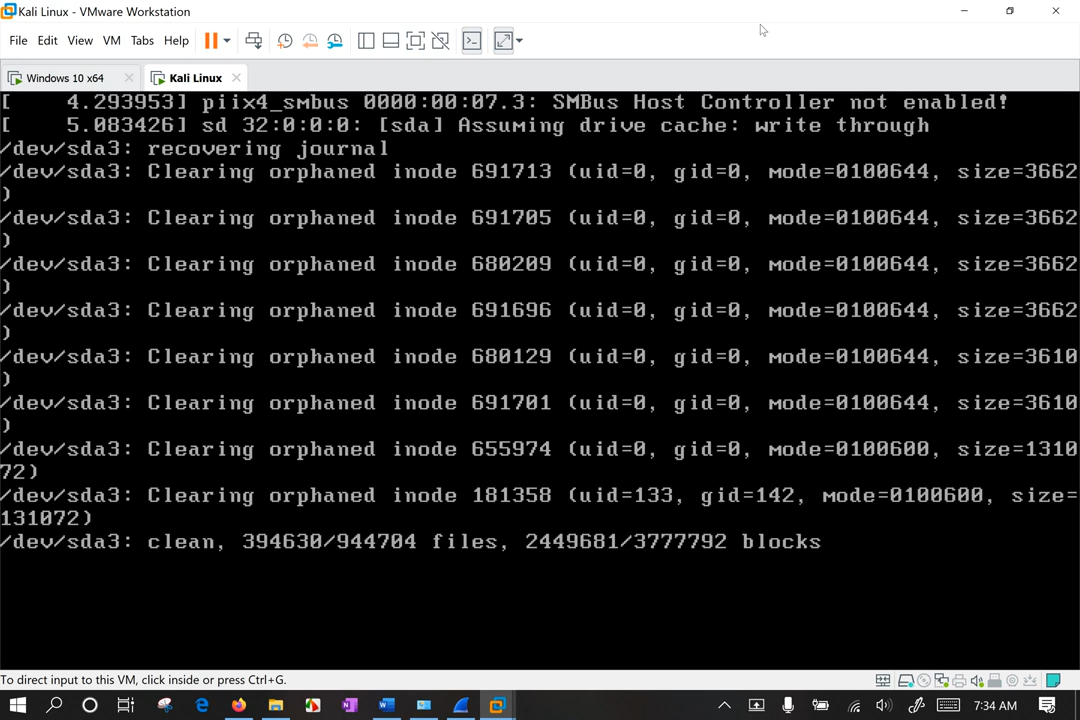 Kali Linux - VMware Workstation
File Edit View VM Tabs Help
Windows 10 x64 Kali Linux
[    4.293953] piix4_smbus 0000:00:07.3: SMBus Host Controller not enabled!
[    5.083426] sd 32:0:0:0: [sda] Assuming drive cache: write through
/dev/sda3: recovering journal
/dev/sda3: Clearing orphaned inode 691713 (uid=0, gid=0, mode=0100644, size=3662
)
/dev/sda3: Clearing orphaned inode 691705 (uid=0, gid=0, mode=0100644, size=3662
)
/dev/sda3: Clearing orphaned inode 680209 (uid=0, gid=0, mode=0100644, size=3662
)
/dev/sda3: Clearing orphaned inode 691696 (uid=0, gid=0, mode=0100644, size=3662
)
/dev/sda3: Clearing orphaned inode 680129 (uid=0, gid=0, mode=0100644, size=3610
)
/dev/sda3: Clearing orphaned inode 691701 (uid=0, gid=0, mode=0100644, size=3610
)
/dev/sda3: Clearing orphaned inode 655974 (uid=0, gid=0, mode=0100600, size=1310
72)
/dev/sda3: Clearing orphaned inode 181358 (uid=133, gid=142, mode=0100600, size=
131072)
/dev/sda3: clean, 394630/944704 files, 2449681/3777792 blocks
To direct input to this VM, click inside or press Ctrl+G.
7:34 AM